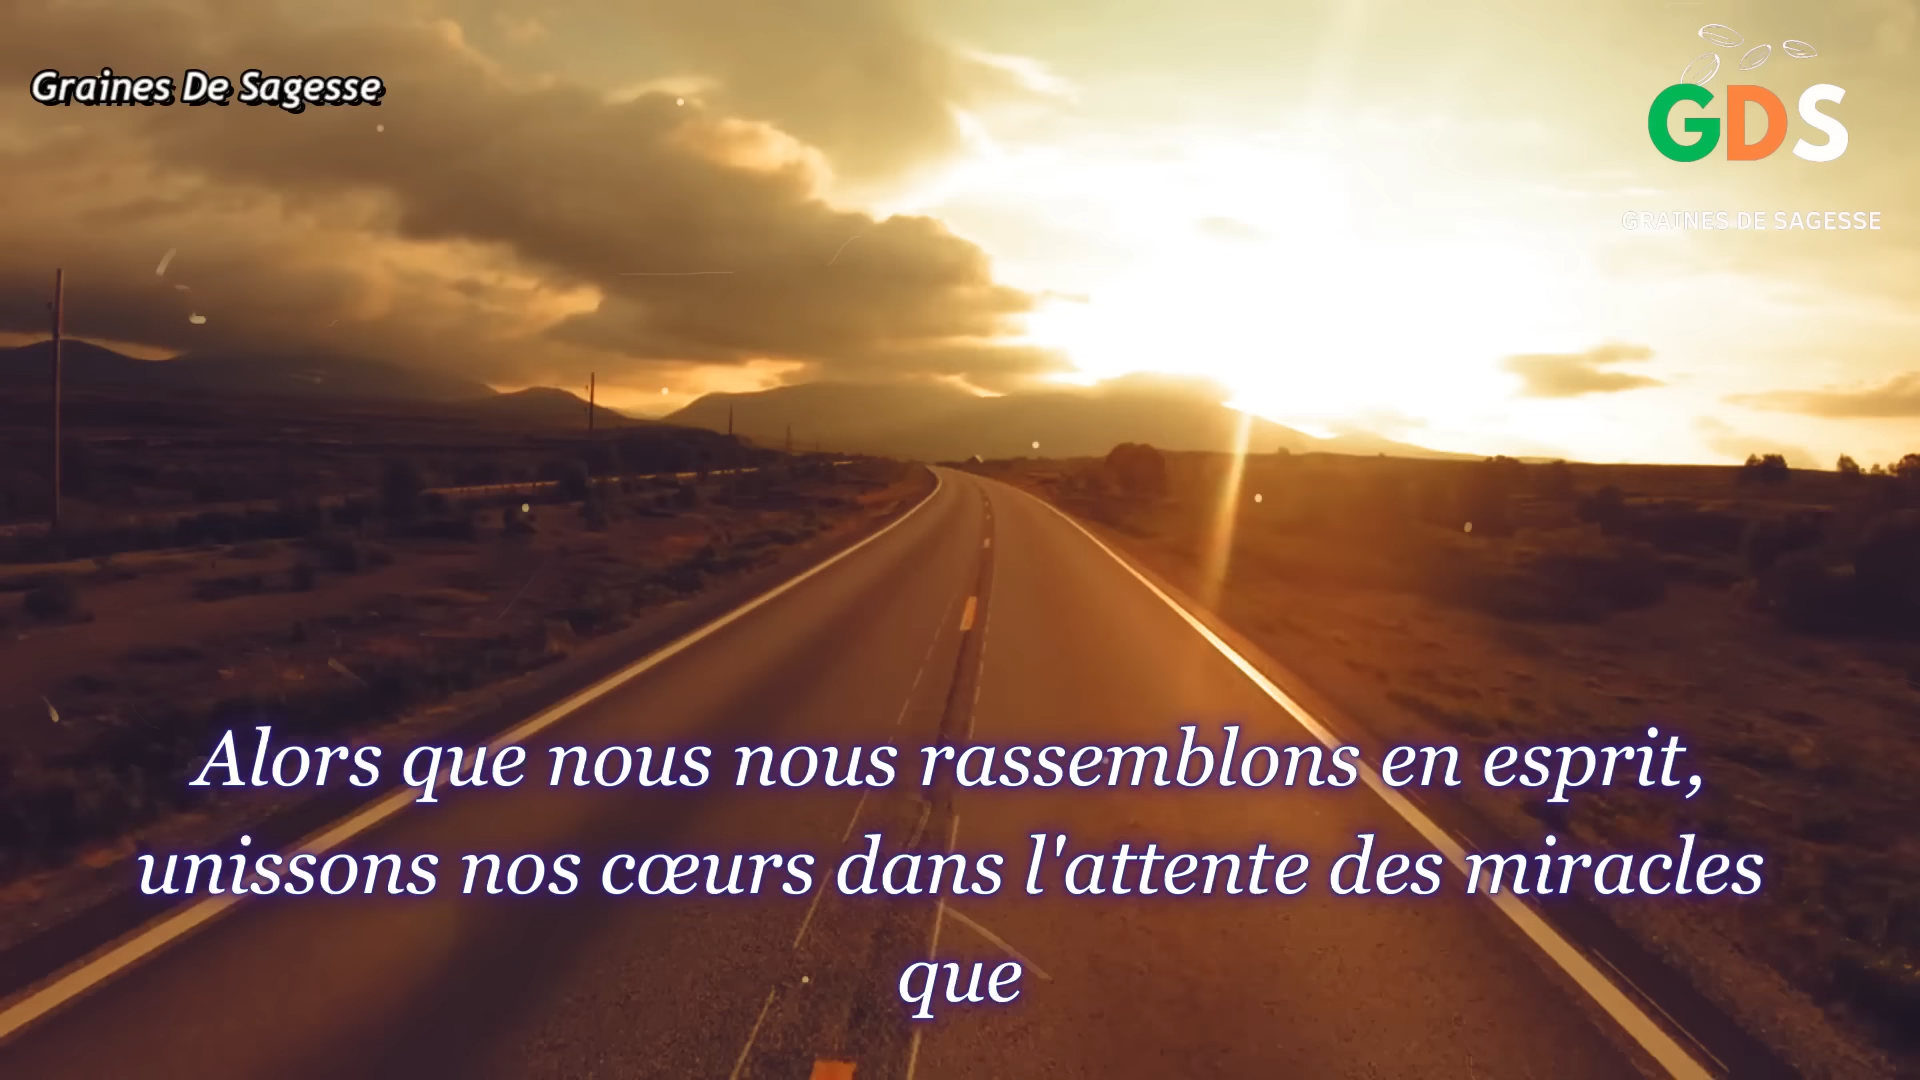 Graines De Sagesse
GDS
GRAINES DE SAGESSE
Alors que nous nous rassemblons en esprit,
unissons nos cœurs dans l'attente des miracles
que